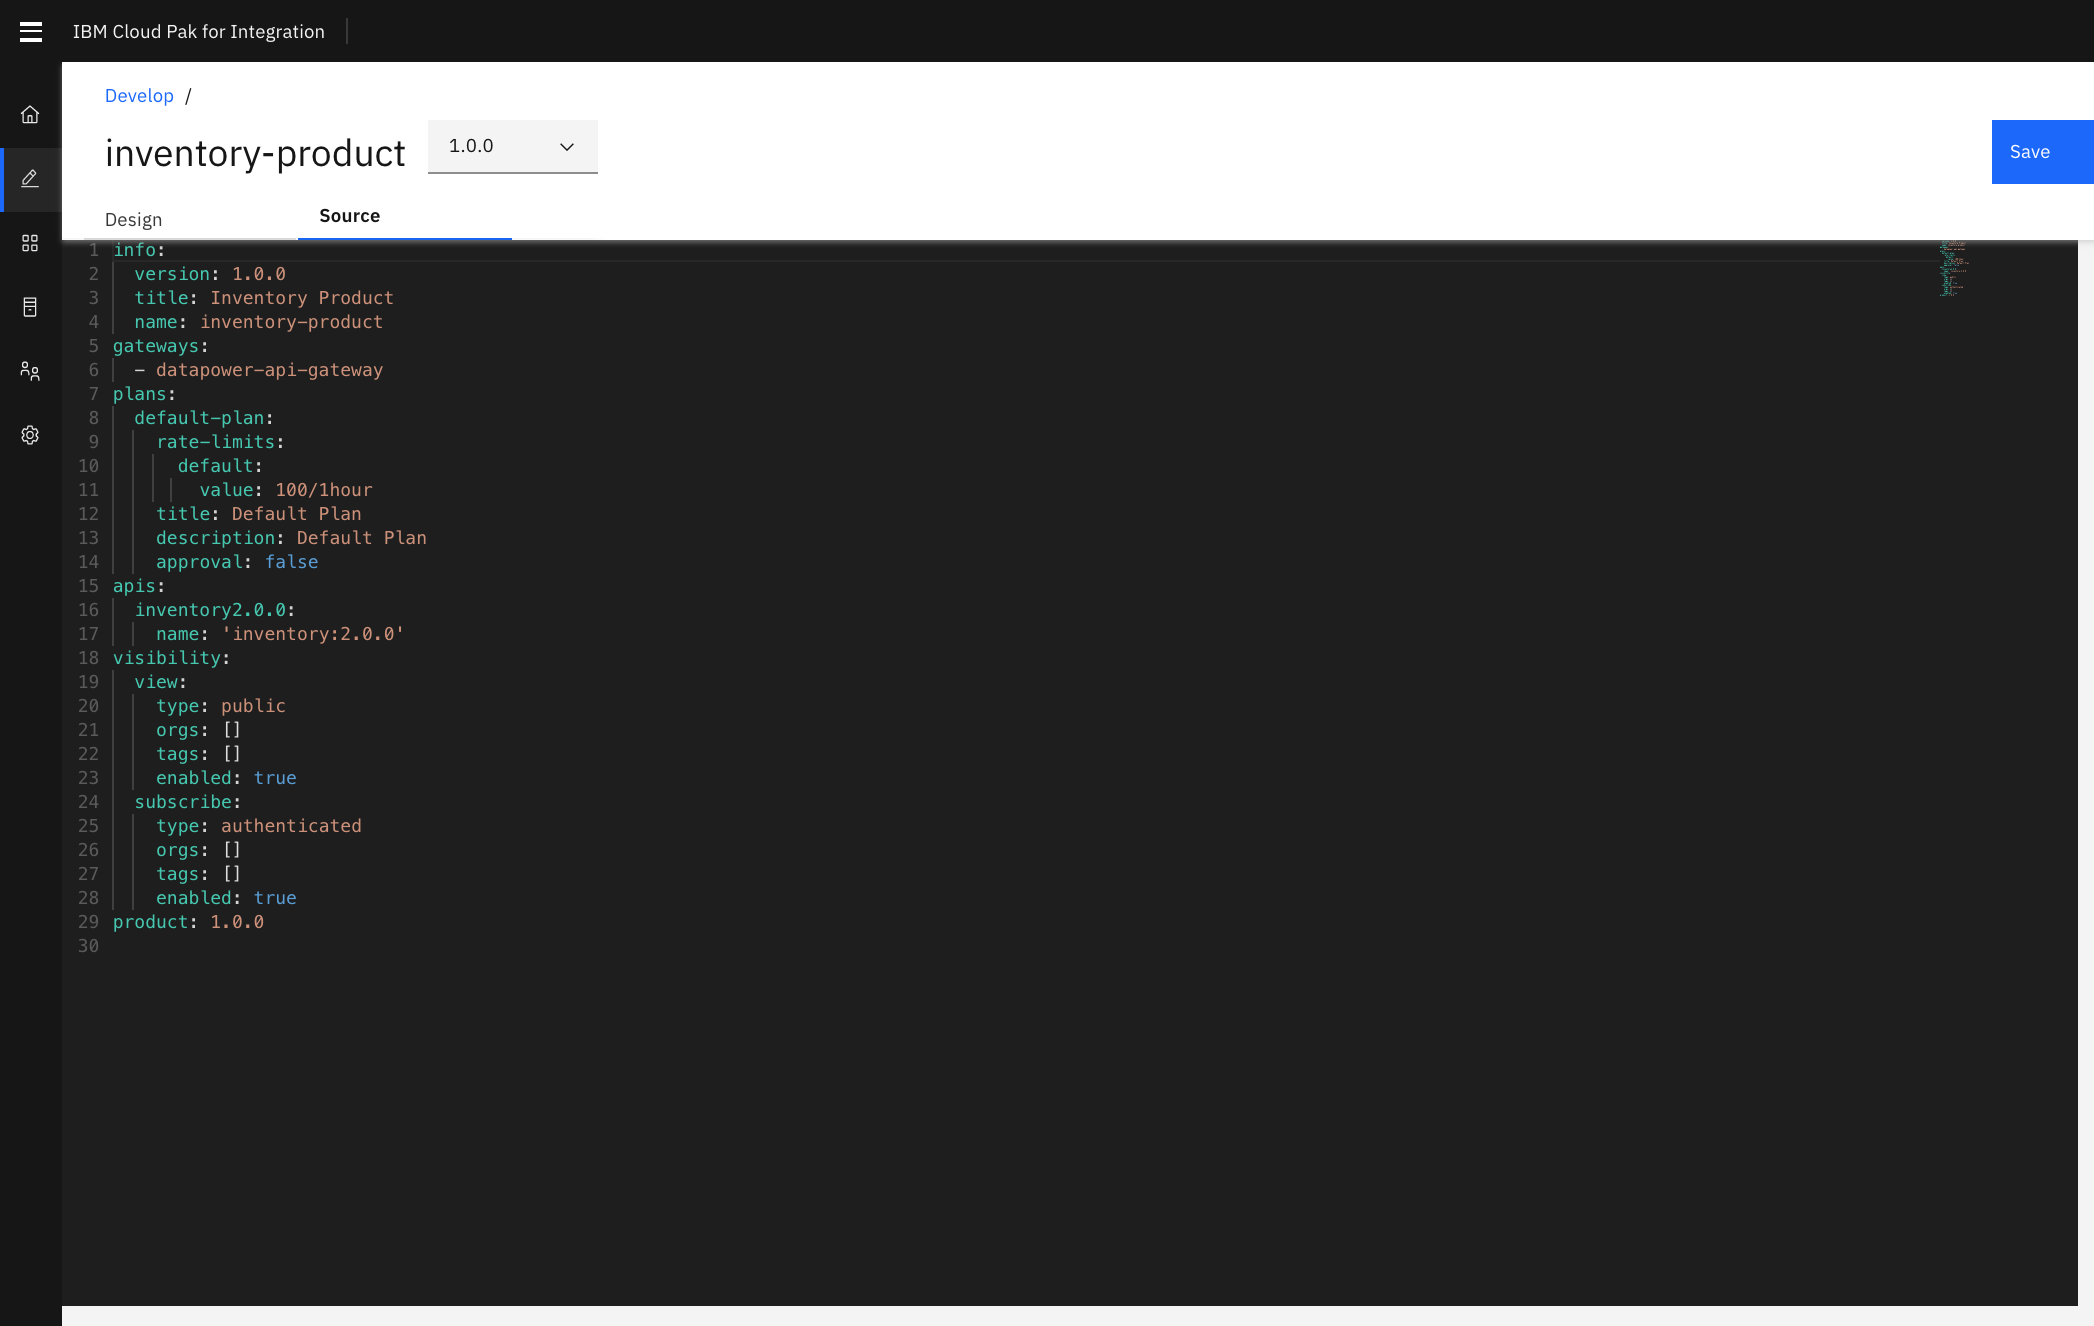 IBM Cloud Pak for Integration
Develop /
inventory-product
1.0.0
Save
Design
Source
1 info:
2   version: 1.0.0
3   title: Inventory Product
4   name: inventory-product
5 gateways:
6   - datapower-api-gateway
7 plans:
8   default-plan:
9     rate-limits:
10       default:
11         value: 100/1hour
12     title: Default Plan
13     description: Default Plan
14     approval: false
15 apis:
16   inventory2.0.0:
17     name: 'inventory:2.0.0'
18 visibility:
19   view:
20     type: public
21     orgs: []
22     tags: []
23     enabled: true
24   subscribe:
25     type: authenticated
26     orgs: []
27     tags: []
28     enabled: true
29 product: 1.0.0
30